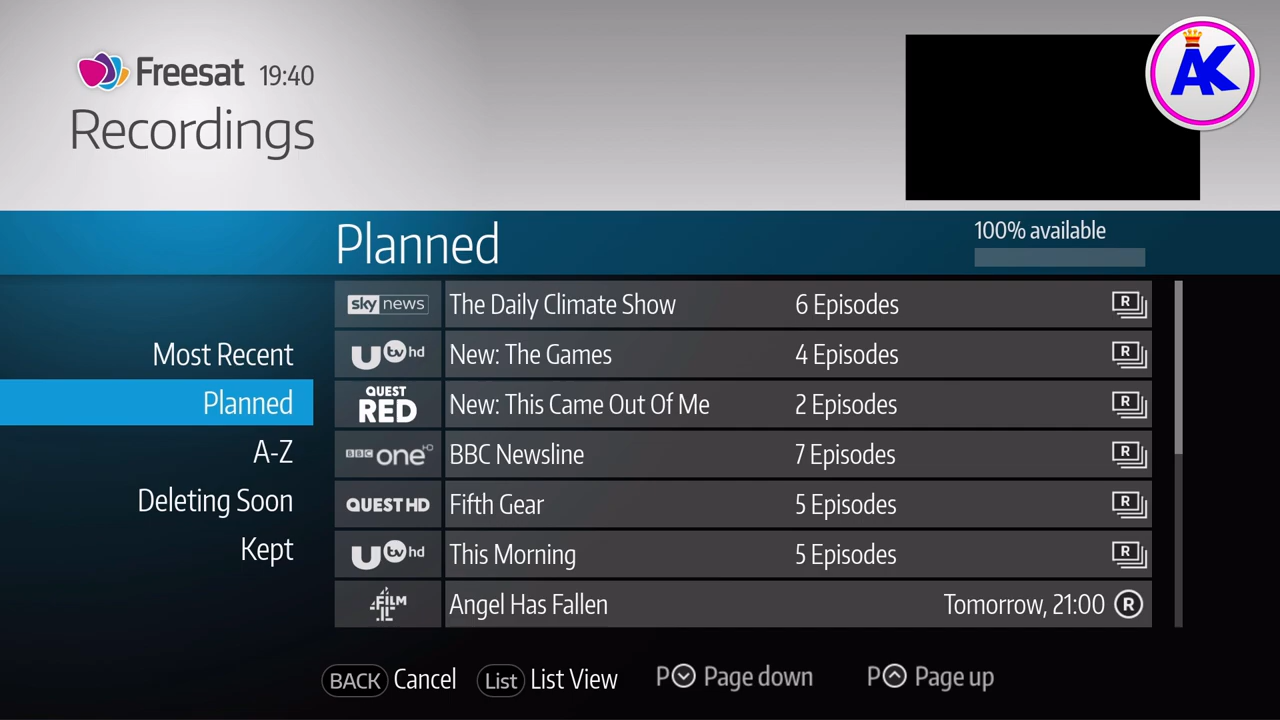 Freesat 19:40
Recordings
AK
Planned
100% available
Most Recent
Planned
A-Z
Deleting Soon
Kept
sky news The Daily Climate Show 6 Episodes R
U tv hd New: The Games 4 Episodes R
QUEST RED New: This Came Out Of Me 2 Episodes R
BBC one HD BBC Newsline 7 Episodes R
QUEST HD Fifth Gear 5 Episodes R
U tv hd This Morning 5 Episodes R
FILM4 Angel Has Fallen Tomorrow, 21:00 R
BACK Cancel List List View P Page down P Page up